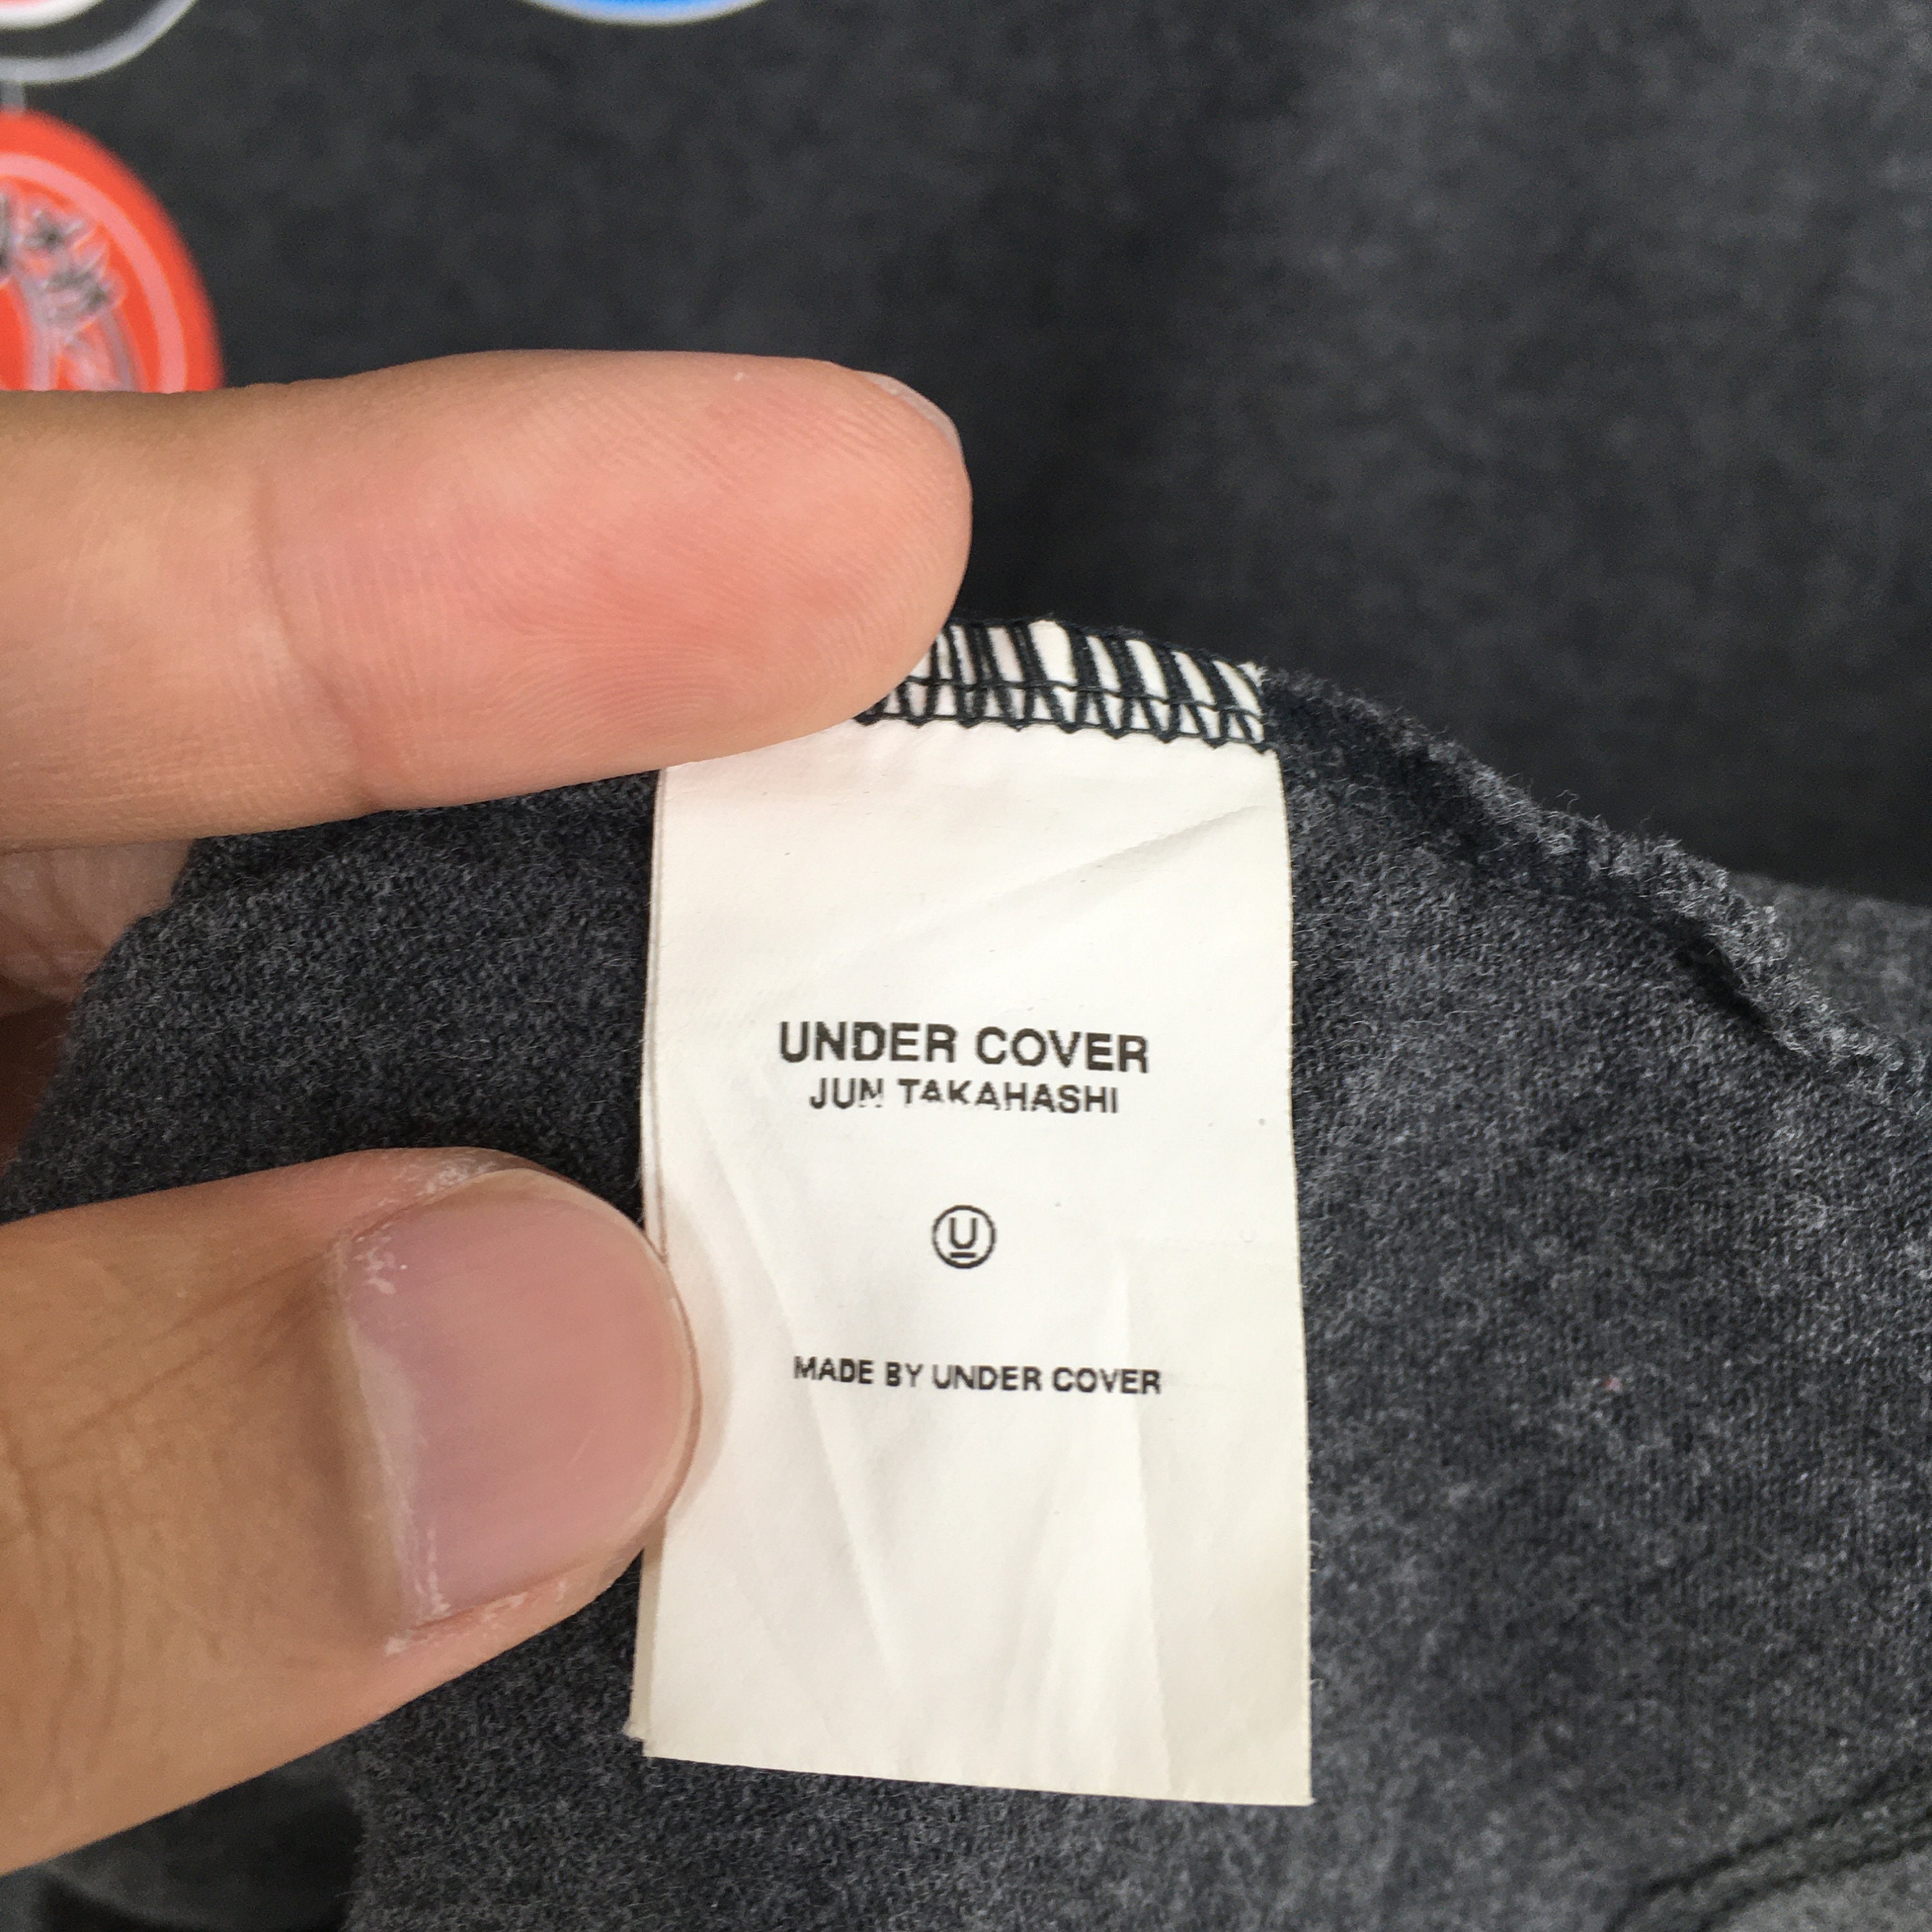 UNDER COVER
JUN TAKAHASHI
U
MADE BY UNDER COVER